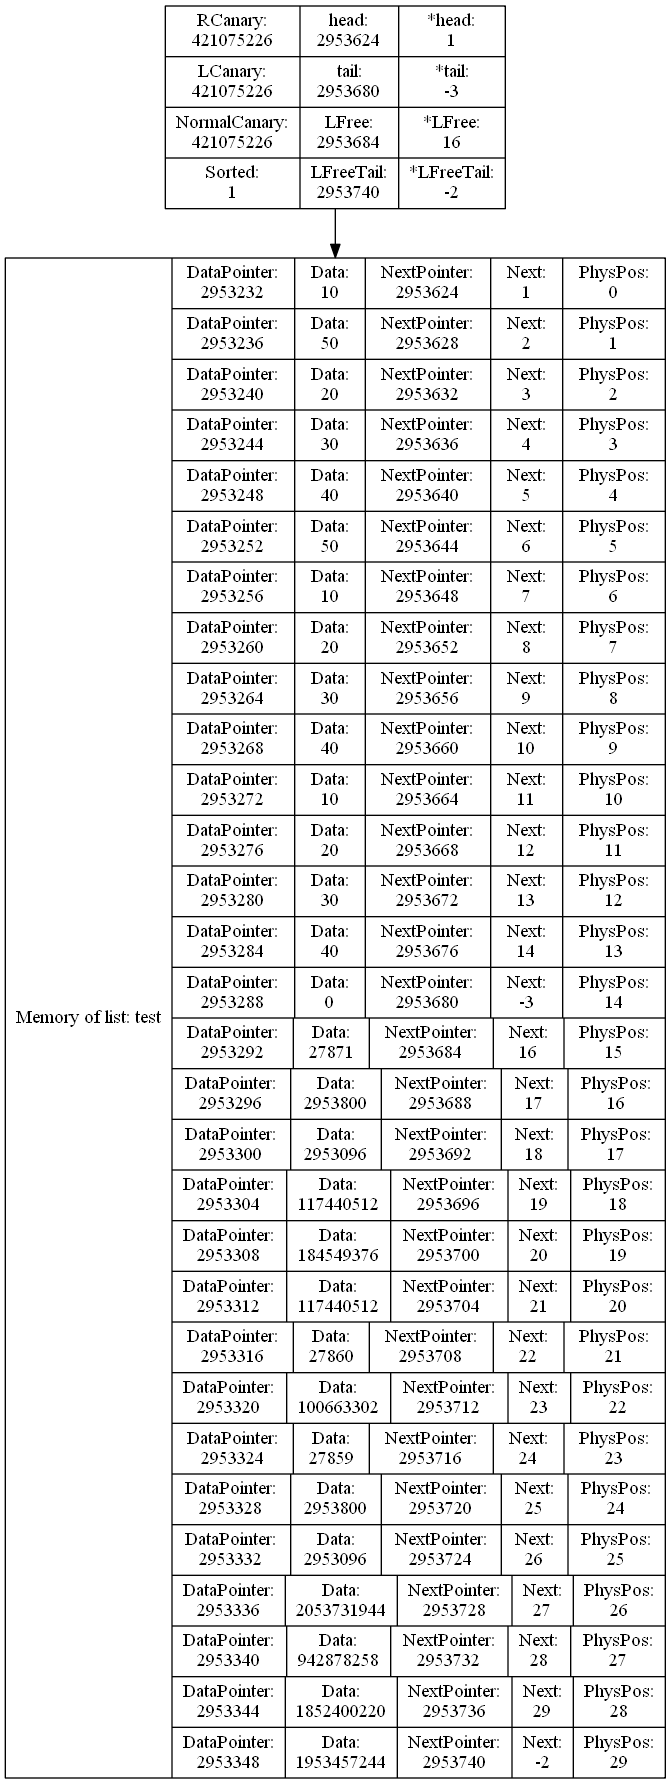 RCanary:
421075226
head:
2953624
*head:
1
LCanary:
421075226
tail:
2953680
*tail:
-3
NormalCanary:
421075226
LFree:
2953684
*LFree:
16
Sorted:
1
LFreeTail:
2953740
*LFreeTail:
-2
Memory of list: test
DataPointer:
2953232
Data:
10
NextPointer:
2953624
Next:
1
PhysPos:
0
DataPointer:
2953236
Data:
50
NextPointer:
2953628
Next:
2
PhysPos:
1
DataPointer:
2953240
Data:
20
NextPointer:
2953632
Next:
3
PhysPos:
2
DataPointer:
2953244
Data:
30
NextPointer:
2953636
Next:
4
PhysPos:
3
DataPointer:
2953248
Data:
40
NextPointer:
2953640
Next:
5
PhysPos:
4
DataPointer:
2953252
Data:
50
NextPointer:
2953644
Next:
6
PhysPos:
5
DataPointer:
2953256
Data:
10
NextPointer:
2953648
Next:
7
PhysPos:
6
DataPointer:
2953260
Data:
20
NextPointer:
2953652
Next:
8
PhysPos:
7
DataPointer:
2953264
Data:
30
NextPointer:
2953656
Next:
9
PhysPos:
8
DataPointer:
2953268
Data:
40
NextPointer:
2953660
Next:
10
PhysPos:
9
DataPointer:
2953272
Data:
10
NextPointer:
2953664
Next:
11
PhysPos:
10
DataPointer:
2953276
Data:
20
NextPointer:
2953668
Next:
12
PhysPos:
11
DataPointer:
2953280
Data:
30
NextPointer:
2953672
Next:
13
PhysPos:
12
DataPointer:
2953284
Data:
40
NextPointer:
2953676
Next:
14
PhysPos:
13
DataPointer:
2953288
Data:
0
NextPointer:
2953680
Next:
-3
PhysPos:
14
DataPointer:
2953292
Data:
27871
NextPointer:
2953684
Next:
16
PhysPos:
15
DataPointer:
2953296
Data:
2953800
NextPointer:
2953688
Next:
17
PhysPos:
16
DataPointer:
2953300
Data:
2953096
NextPointer:
2953692
Next:
18
PhysPos:
17
DataPointer:
2953304
Data:
117440512
NextPointer:
2953696
Next:
19
PhysPos:
18
DataPointer:
2953308
Data:
184549376
NextPointer:
2953700
Next:
20
PhysPos:
19
DataPointer:
2953312
Data:
117440512
NextPointer:
2953704
Next:
21
PhysPos:
20
DataPointer:
2953316
Data:
27860
NextPointer:
2953708
Next:
22
PhysPos:
21
DataPointer:
2953320
Data:
100663302
NextPointer:
2953712
Next:
23
PhysPos:
22
DataPointer:
2953324
Data:
27859
NextPointer:
2953716
Next:
24
PhysPos:
23
DataPointer:
2953328
Data:
2953800
NextPointer:
2953720
Next:
25
PhysPos:
24
DataPointer:
2953332
Data:
2953096
NextPointer:
2953724
Next:
26
PhysPos:
25
DataPointer:
2953336
Data:
2053731944
NextPointer:
2953728
Next:
27
PhysPos:
26
DataPointer:
2953340
Data:
942878258
NextPointer:
2953732
Next:
28
PhysPos:
27
DataPointer:
2953344
Data:
1852400220
NextPointer:
2953736
Next:
29
PhysPos:
28
DataPointer:
2953348
Data:
1953457244
NextPointer:
2953740
Next:
-2
PhysPos:
29